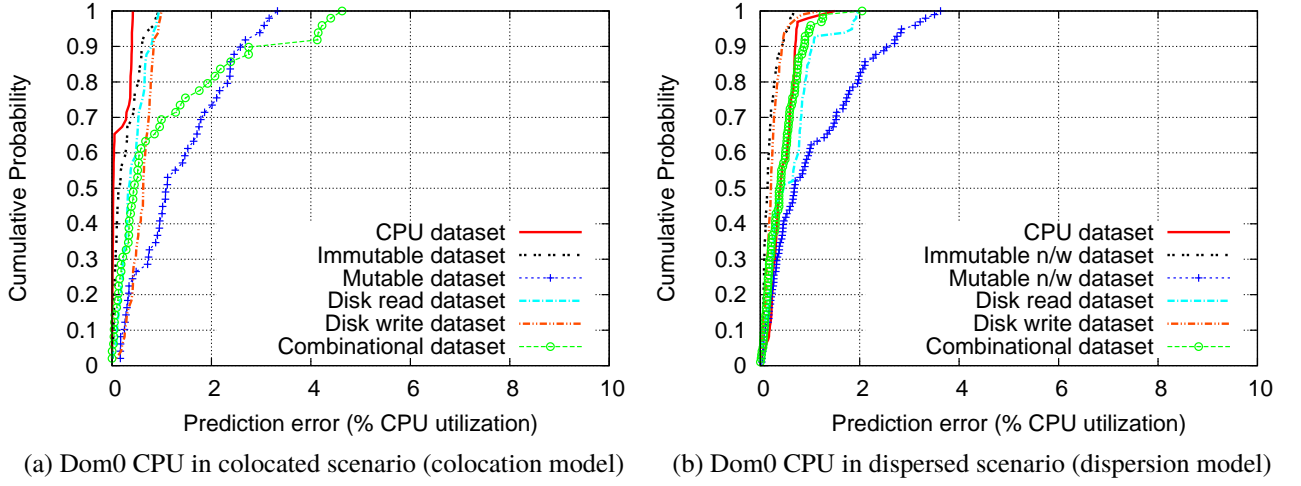 1
0.9
0.8
0.7
0.6
0.5
0.4
0.3
0.2
0.1
0
0 2 4 6 8 10
Cumulative Probability
Prediction error (% CPU utilization)
CPU dataset
Immutable dataset
Mutable dataset
Disk read dataset
Disk write dataset
Combinational dataset
(a) Dom0 CPU in colocated scenario (colocation model)
1
0.9
0.8
0.7
0.6
0.5
0.4
0.3
0.2
0.1
0
0 2 4 6 8 10
Cumulative Probability
Prediction error (% CPU utilization)
CPU dataset
Immutable n/w dataset
Mutable n/w dataset
Disk read dataset
Disk write dataset
Combinational dataset
(b) Dom0 CPU in dispersed scenario (dispersion model)